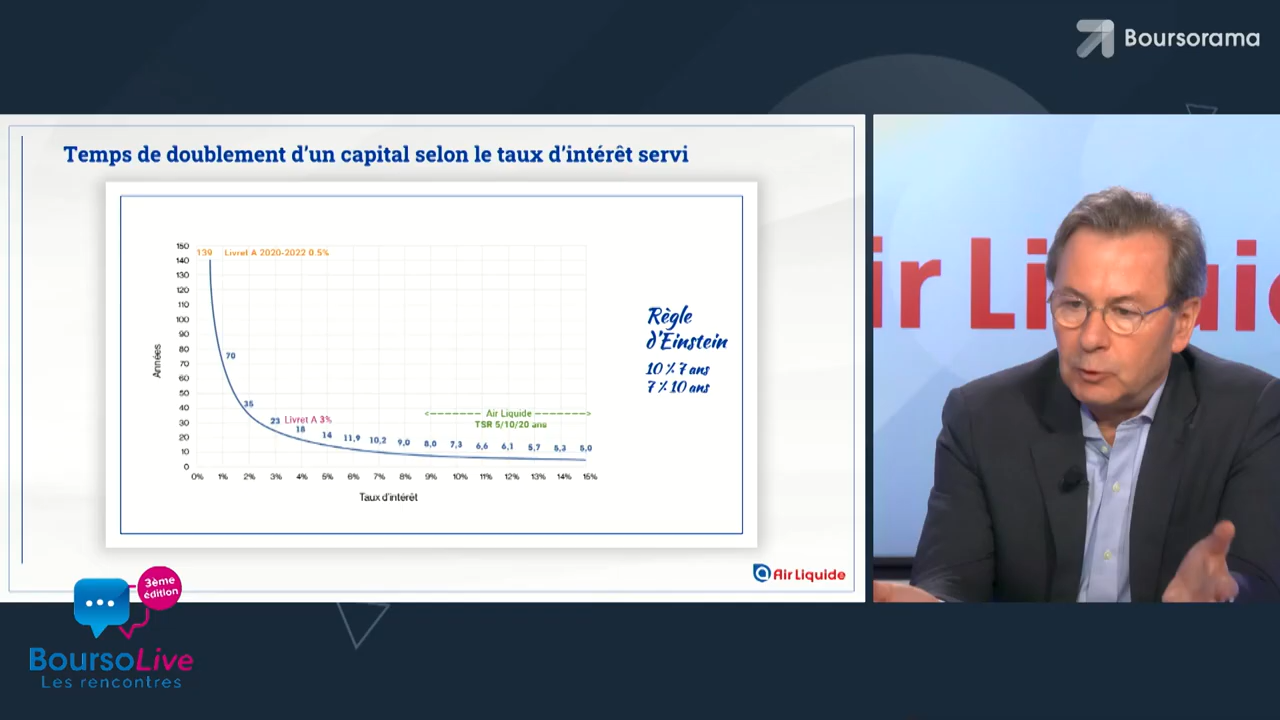 Boursorama
Temps de doublement d'un capital selon le taux d'intérêt servi
150
139 Livret A 2020-2022 0.5%
140
130
120
110
100
90
80
70
70
60
50
40
35
30
23 Livret A 3%
18
20
14
11,9
10,2
9,0
8,0
7,3
6,6
6,1
5,7
5,3
5,0
10
0
Années
Air Liquide
TSR 5/10/20 ans
0% 1% 2% 3% 4% 5% 6% 7% 8% 9% 10% 11% 12% 13% 14% 15%
Taux d'intérêt
Règle
d'Einstein
10 % 7 ans
7 % 10 ans
Air Liquide
ir Liquid
3ème
édition
BoursoLive
Les rencontres